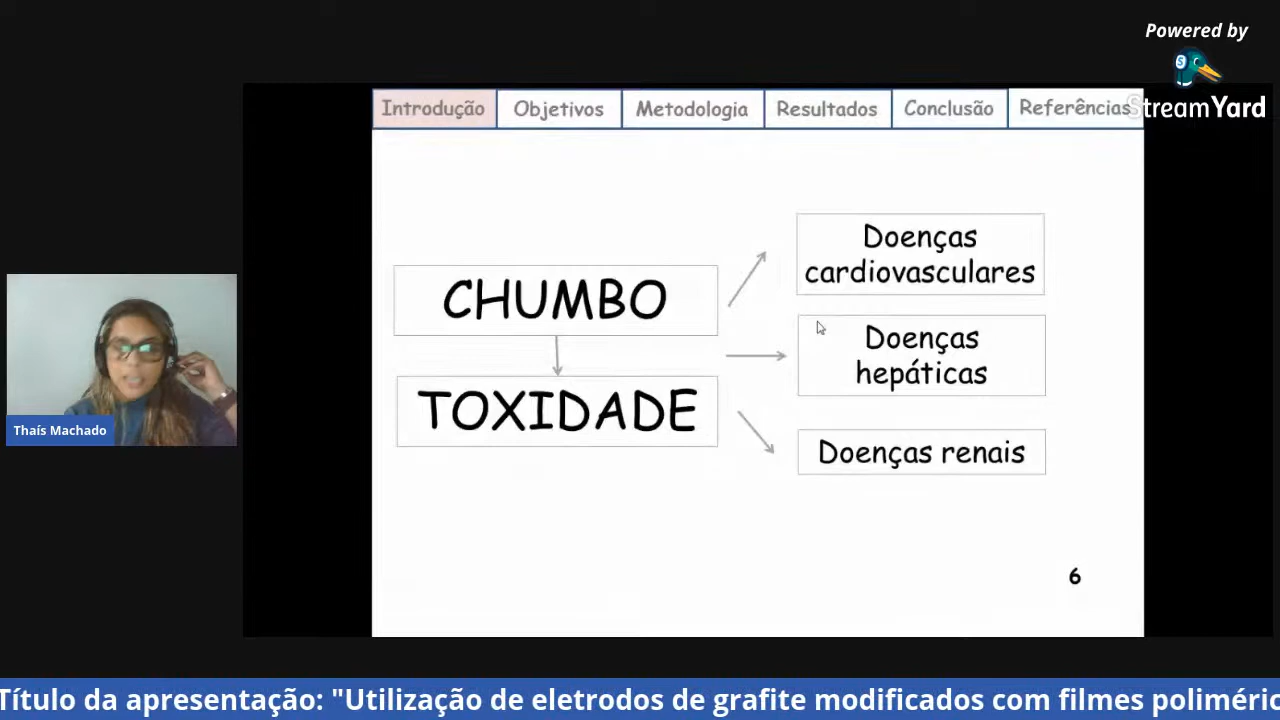 Powered by
StreamYard
Introdução Objetivos Metodologia Resultados Conclusão Referências
CHUMBO
TOXIDADE
Doenças
cardiovasculares
Doenças
hepáticas
Doenças renais
6
Thaís Machado
Título da apresentação: "Utilização de eletrodos de grafite modificados com filmes poliméric